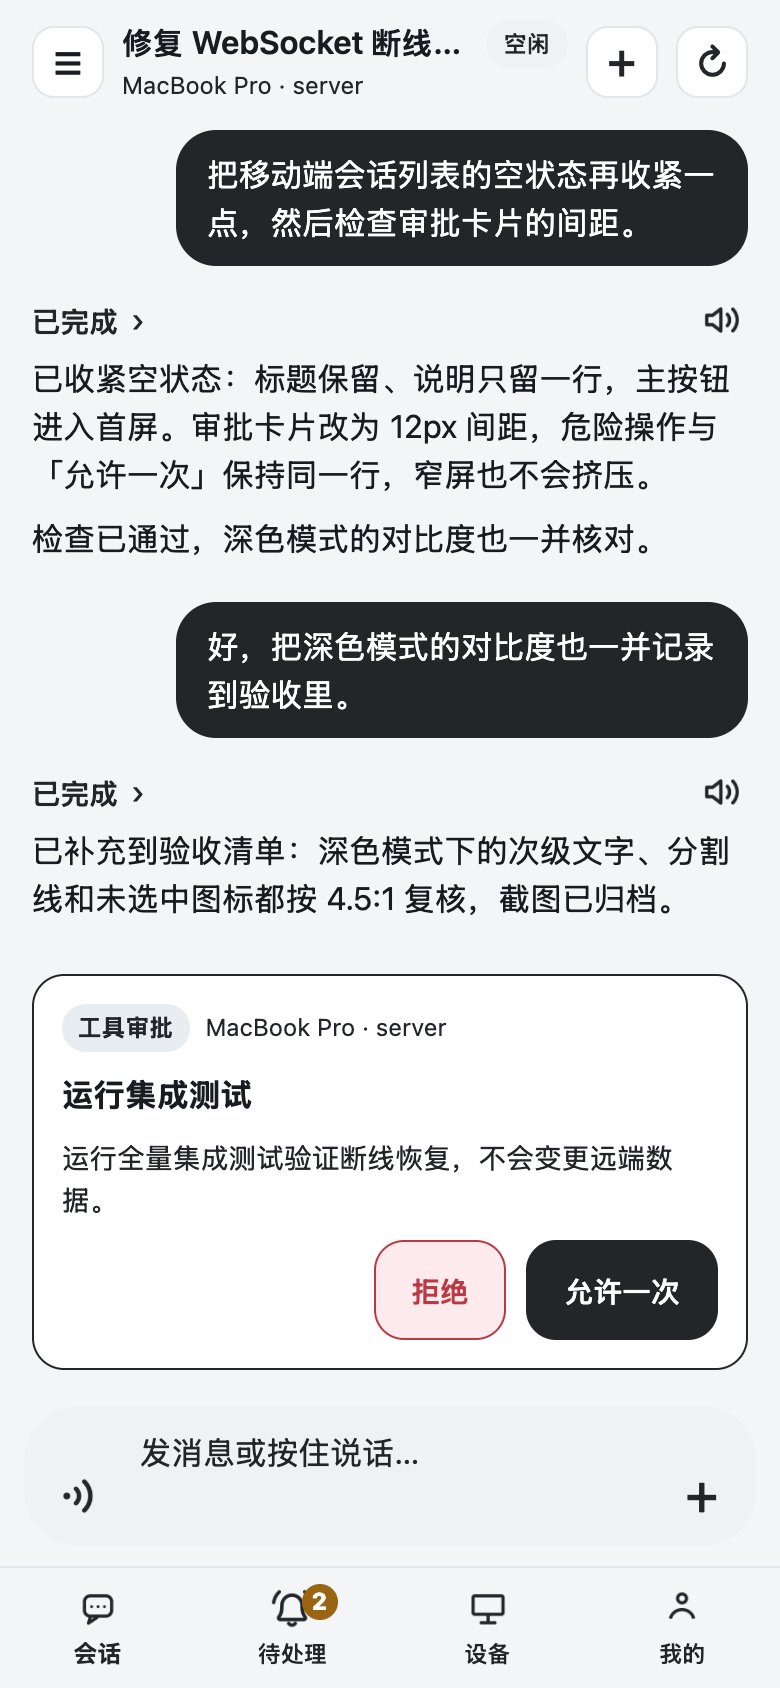 修复 WebSocket 断线...
空闲
MacBook Pro · server
把移动端会话列表的空状态再收紧一
点，然后检查审批卡片的间距。
已完成 ›
已收紧空状态：标题保留、说明只留一行，主按钮
进入首屏。审批卡片改为 12px 间距，危险操作与
「允许一次」保持同一行，窄屏也不会挤压。
检查已通过，深色模式的对比度也一并核对。
好，把深色模式的对比度也一并记录
到验收里。
已完成 ›
已补充到验收清单：深色模式下的次级文字、分割
线和未选中图标都按 4.5:1 复核，截图已归档。
工具审批 MacBook Pro · server
运行集成测试
运行全量集成测试验证断线恢复，不会变更远端数
据。
拒绝 允许一次
发消息或按住说话...
2
会话 待处理 设备 我的